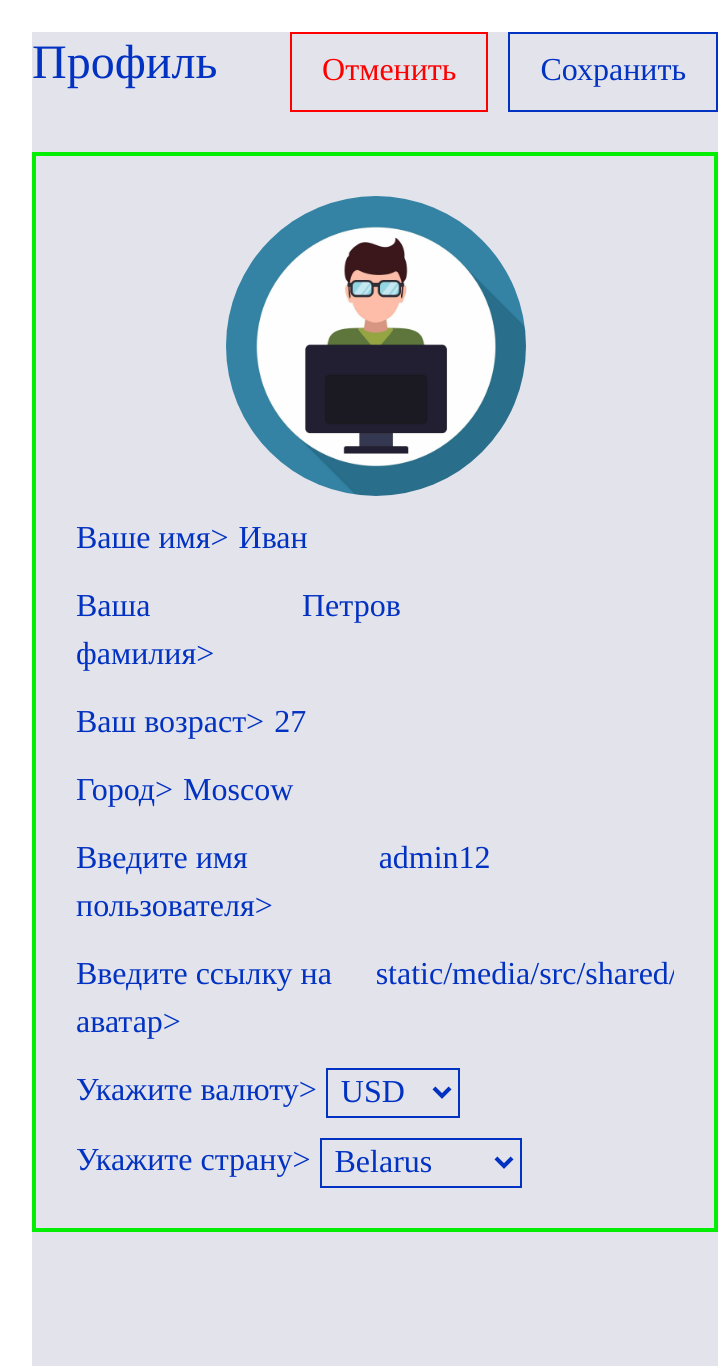 Профиль Отменить Сохранить
Ваше имя> Иван
Ваша Петров
фамилия>
Ваш возраст> 27
Город> Moscow
Введите имя admin12
пользователя>
Введите ссылку на static/media/src/shared/
аватар>
Укажите валюту> USD
Укажите страну> Belarus